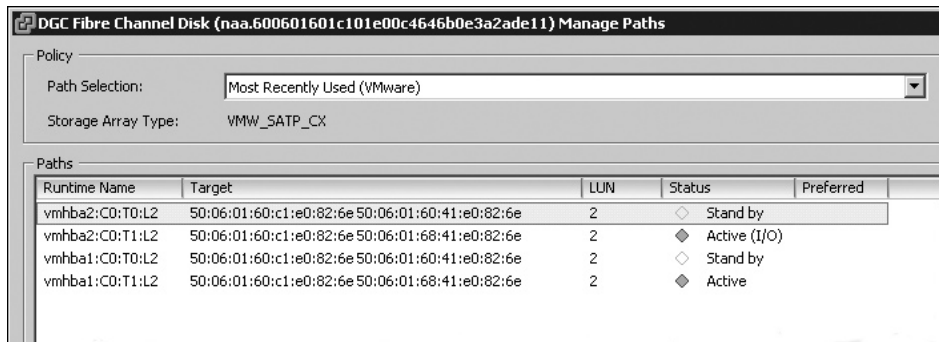 DGC Fibre Channel Disk (naa.600601601c101e00c4646b0e3a2ade11) Manage Paths
Policy
Path Selection: Most Recently Used (VMware)
Storage Array Type: VMW_SATP_CX
Paths
Runtime Name Target LUN Status Preferred
vmhba2:C0:T0:L2 50:06:01:60:c1:e0:82:6e 50:06:01:60:41:e0:82:6e 2 Stand by
vmhba2:C0:T1:L2 50:06:01:60:c1:e0:82:6e 50:06:01:68:41:e0:82:6e 2 Active (I/O)
vmhba1:C0:T0:L2 50:06:01:60:c1:e0:82:6e 50:06:01:60:41:e0:82:6e 2 Stand by
vmhba1:C0:T1:L2 50:06:01:60:c1:e0:82:6e 50:06:01:68:41:e0:82:6e 2 Active